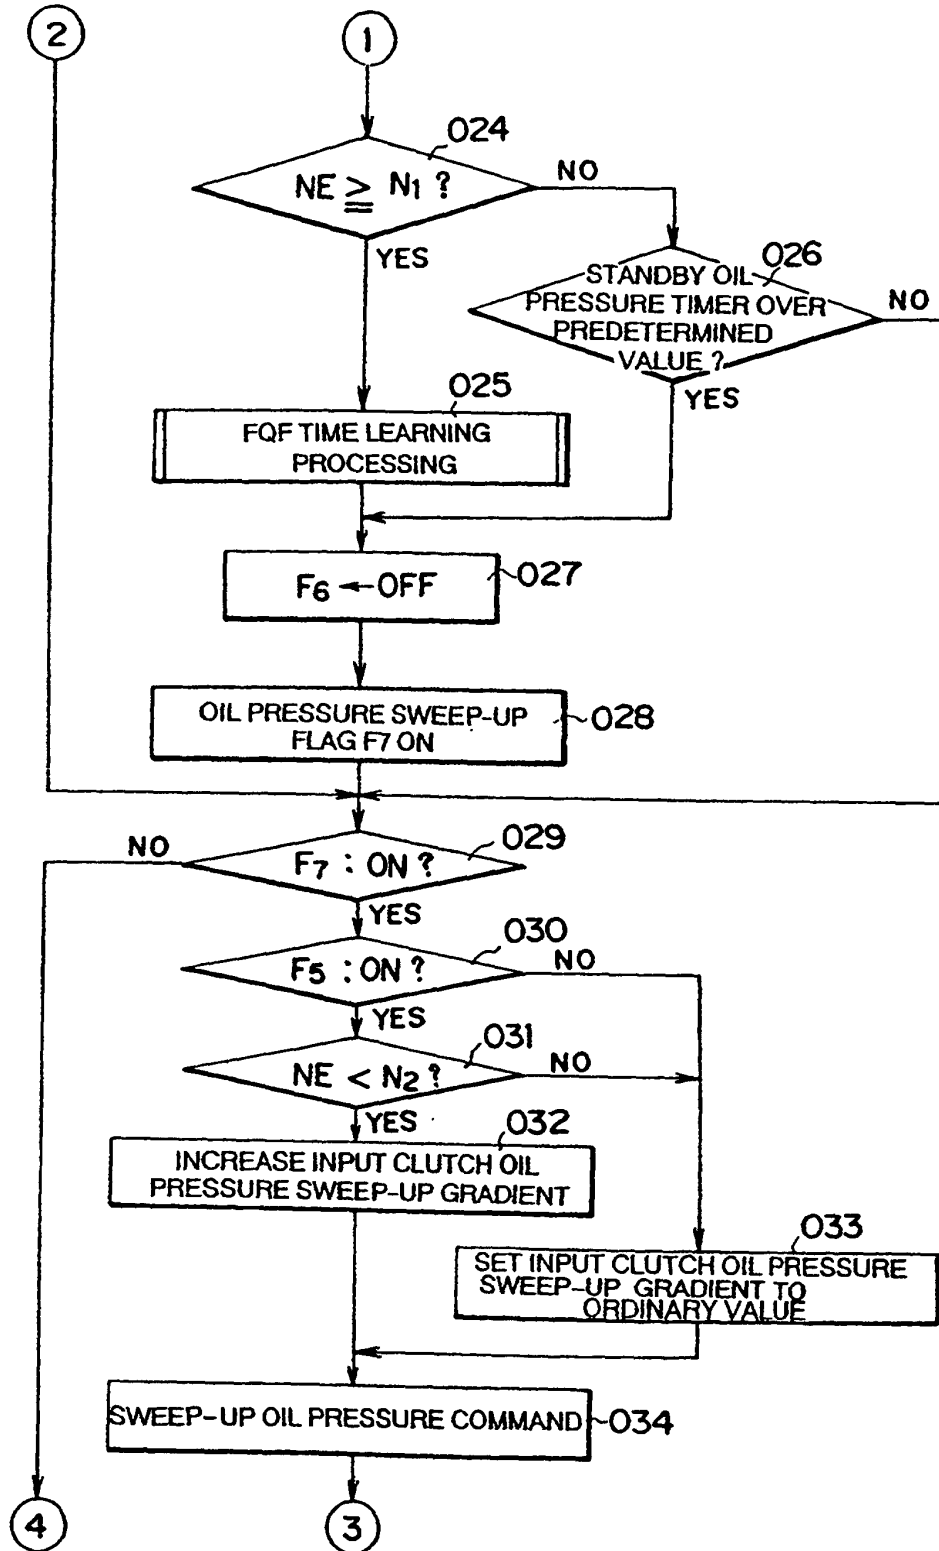 2
1
024
NE ≧ N1 ?
NO
YES
026
STANDBY OIL
PRESSURE TIMER OVER
PREDETERMINED
VALUE ?
NO
YES
025
FQF TIME LEARNING
PROCESSING
F6 ← OFF
027
OIL PRESSURE SWEEP-UP
FLAG F7 ON
028
029
NO
F7 : ON ?
YES
030
F5 : ON ?
NO
YES
031
NE < N2 ?
NO
YES
032
INCREASE INPUT CLUTCH OIL
PRESSURE SWEEP-UP GRADIENT
033
SET INPUT CLUTCH OIL PRESSURE
SWEEP-UP GRADIENT TO
ORDINARY VALUE
SWEEP-UP OIL PRESSURE COMMAND
034
4
3